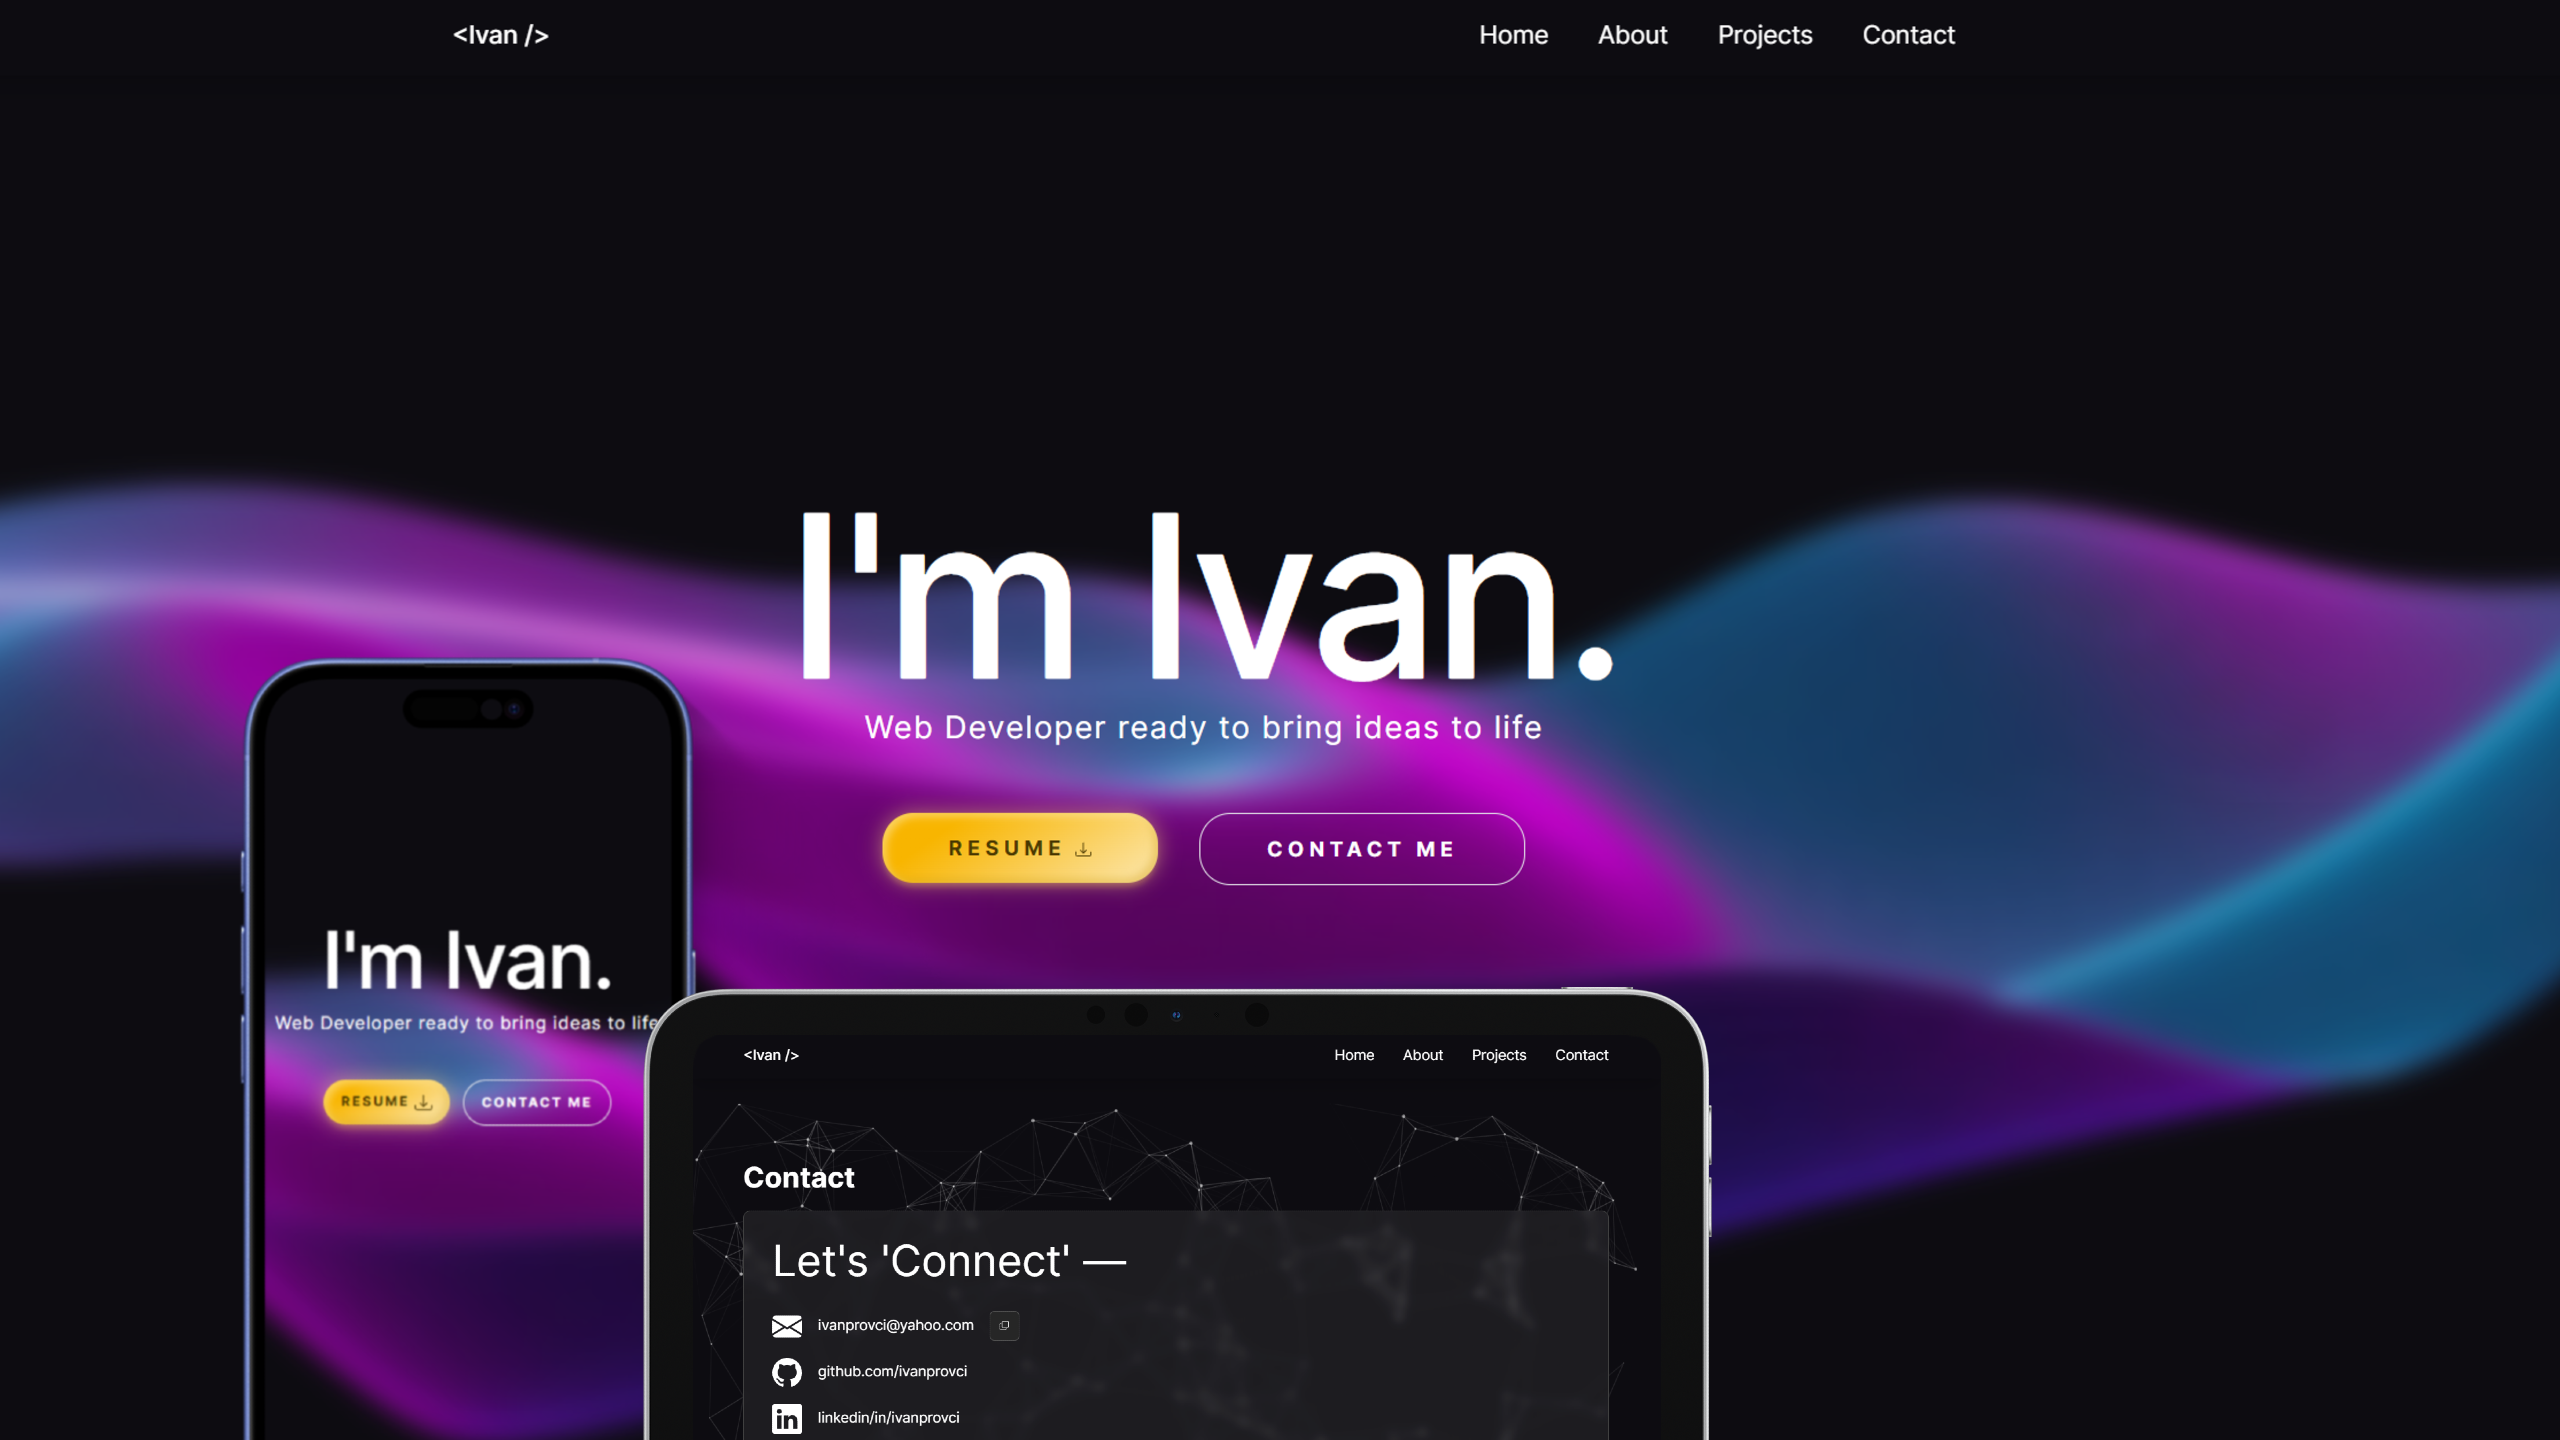 <Ivan />
Home About Projects Contact
I'm Ivan.
Web Developer ready to bring ideas to life
RESUME
CONTACT ME
I'm Ivan.
Web Developer ready to bring ideas to life
RESUME
CONTACT ME
<Ivan />
Home About Projects Contact
Contact
Let's 'Connect' —
ivanprovci@yahoo.com
github.com/ivanprovci
linkedin/in/ivanprovci